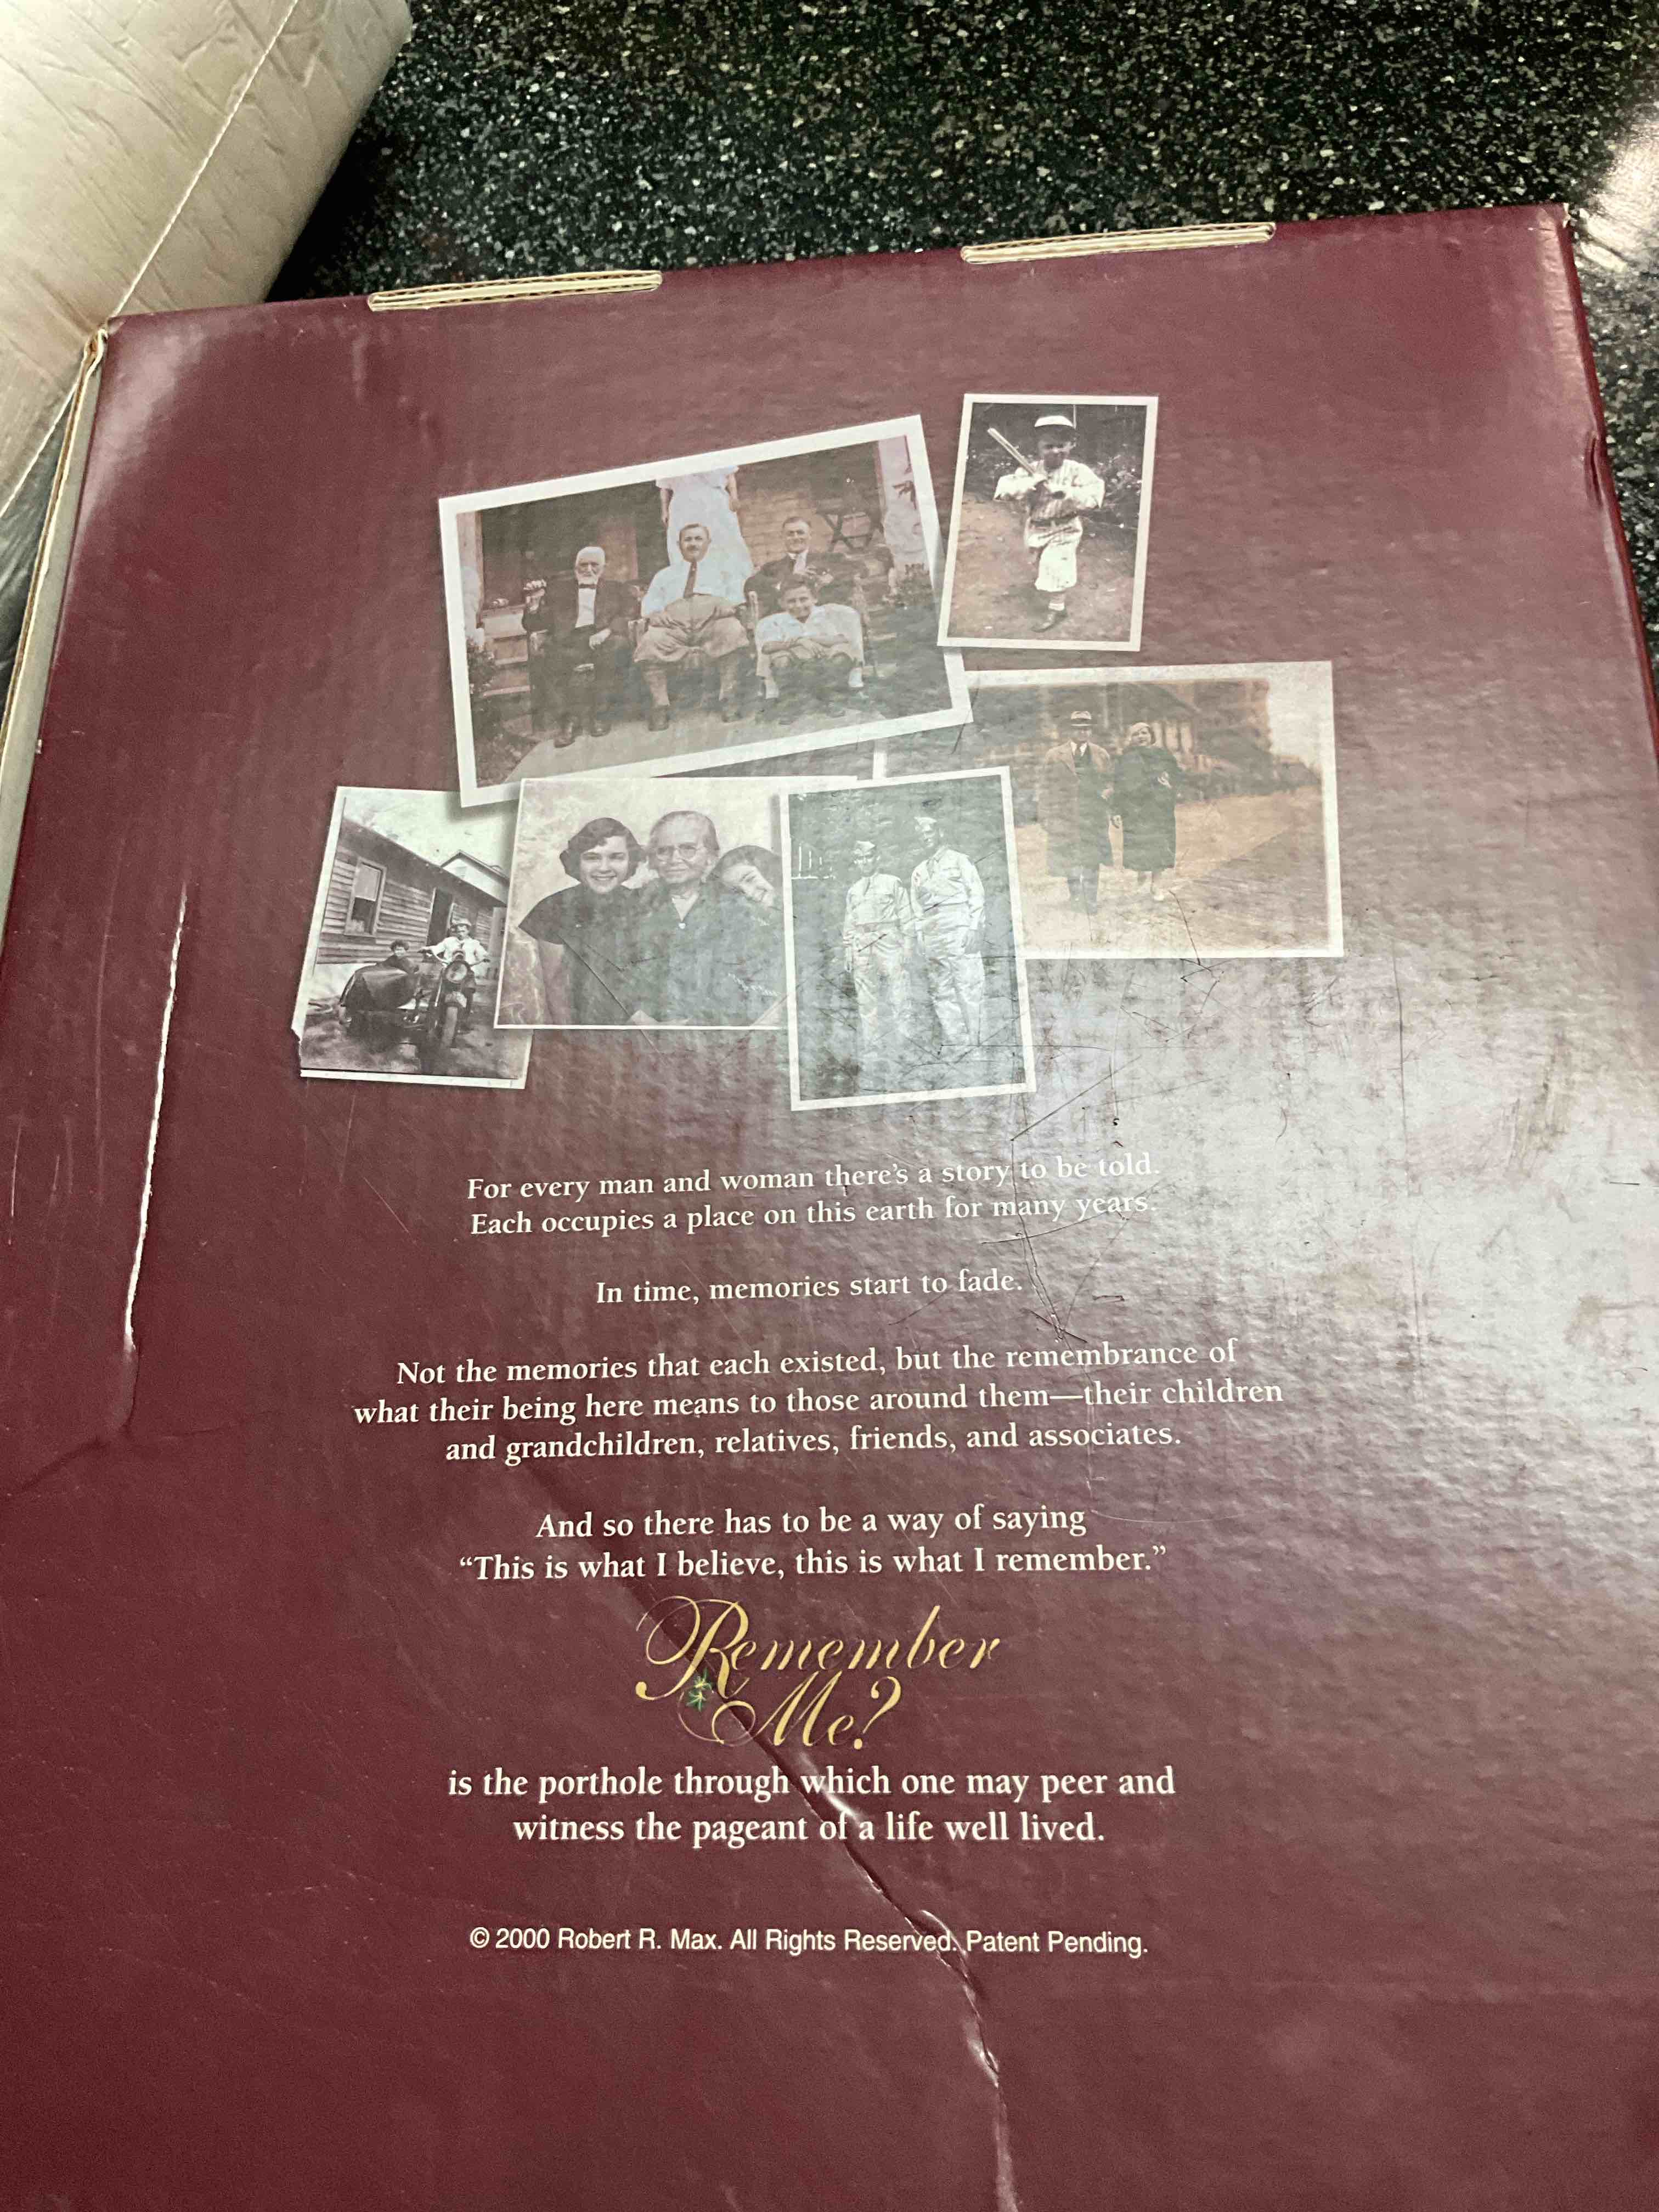 For every man and woman there's a story to be told.
Each occupies a place on this earth for many years.
In time, memories start to fade.
Not the memories that each existed, but the remembrance of
what their being here means to those around them—their children
and grandchildren, relatives, friends, and associates.
And so there has to be a way of saying
“This is what I believe, this is what I remember.”
Remember
Me?
is the porthole through which one may peer and
witness the pageant of a life well lived.
© 2000 Robert R. Max. All Rights Reserved. Patent Pending.